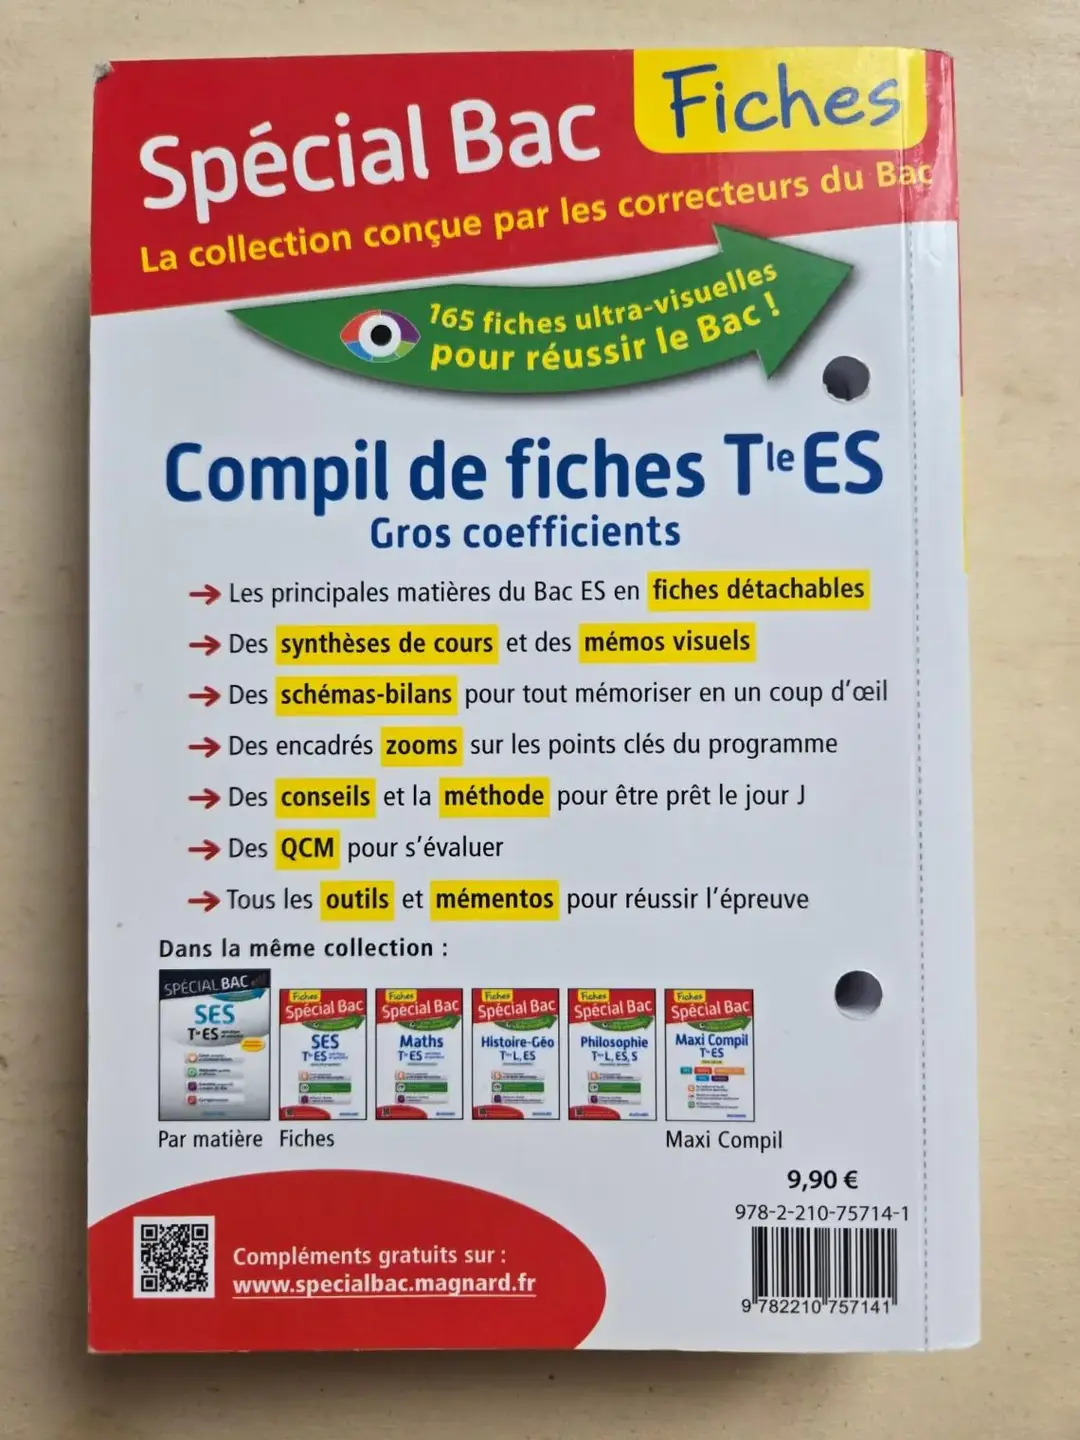 Fiches
Spécial Bac
La collection conçue par les correcteurs du Bac
165 fiches ultra-visuelles
pour réussir le Bac !
Compil de fiches Tle ES
Gros coefficients
Les principales matières du Bac ES en fiches détachables
Des synthèses de cours et des mémos visuels
Des schémas-bilans pour tout mémoriser en un coup d'œil
Des encadrés zooms sur les points clés du programme
Des conseils et la méthode pour être prêt le jour J
Des QCM pour s'évaluer
Tous les outils et mémentos pour réussir l'épreuve
Dans la même collection :
SPÉCIAL BAC
SES
Tle ES
Fiches
Spécial Bac
SES
Tle ES
Fiches
Spécial Bac
Maths
Tle ES
Fiches
Spécial Bac
Histoire-Géo
Tles L, ES
Fiches
Spécial Bac
Philosophie
Tles L, ES, S
Fiches
Spécial Bac
Maxi Compil
Tle ES
Par matière
Fiches
Maxi Compil
9,90 €
978-2-210-75714-1
9 782210 757141
Compléments gratuits sur :
www.specialbac.magnard.fr